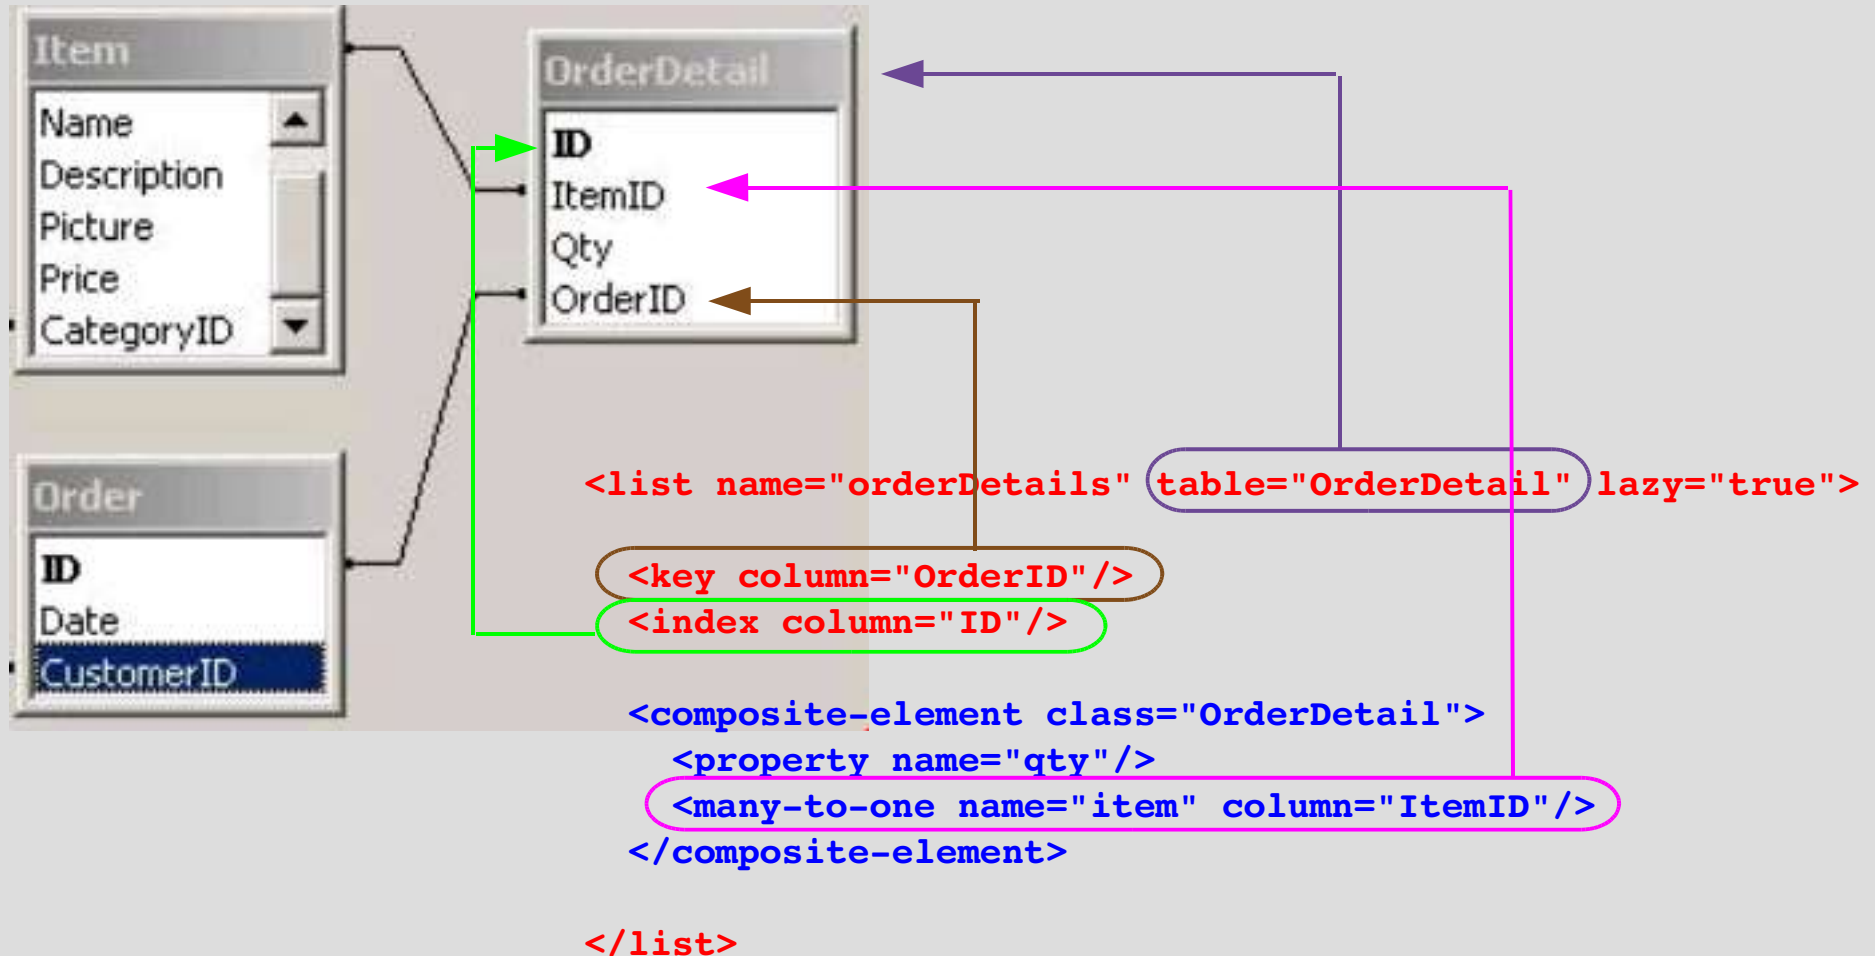 Item
Name
Description
Picture
Price
CategoryID
OrderDetail
ID
ItemID
Qty
OrderID
Order
ID
Date
CustomerID
<list name="orderDetails" table="OrderDetail" lazy="true">
<key column="OrderID"/>
<index column="ID"/>
<composite-element class="OrderDetail">
<property name="qty"/>
<many-to-one name="item" column="ItemID"/>
</composite-element>
</list>